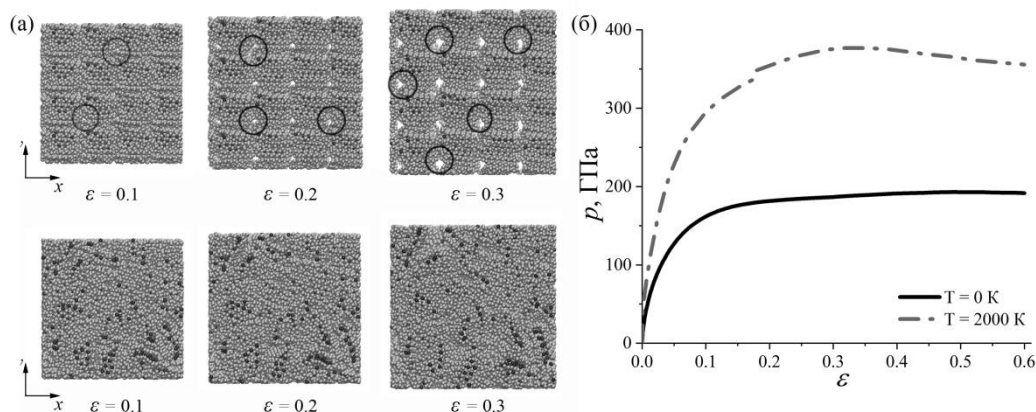 (а)
x
ε = 0.1
ε = 0.2
ε = 0.3
x
ε = 0.1
ε = 0.2
ε = 0.3
(б)
p, ГПа
400
300
200
100
0
0.0
0.1
0.2
0.3
0.4
0.5
0.6
ε
T = 0 K
T = 2000 K